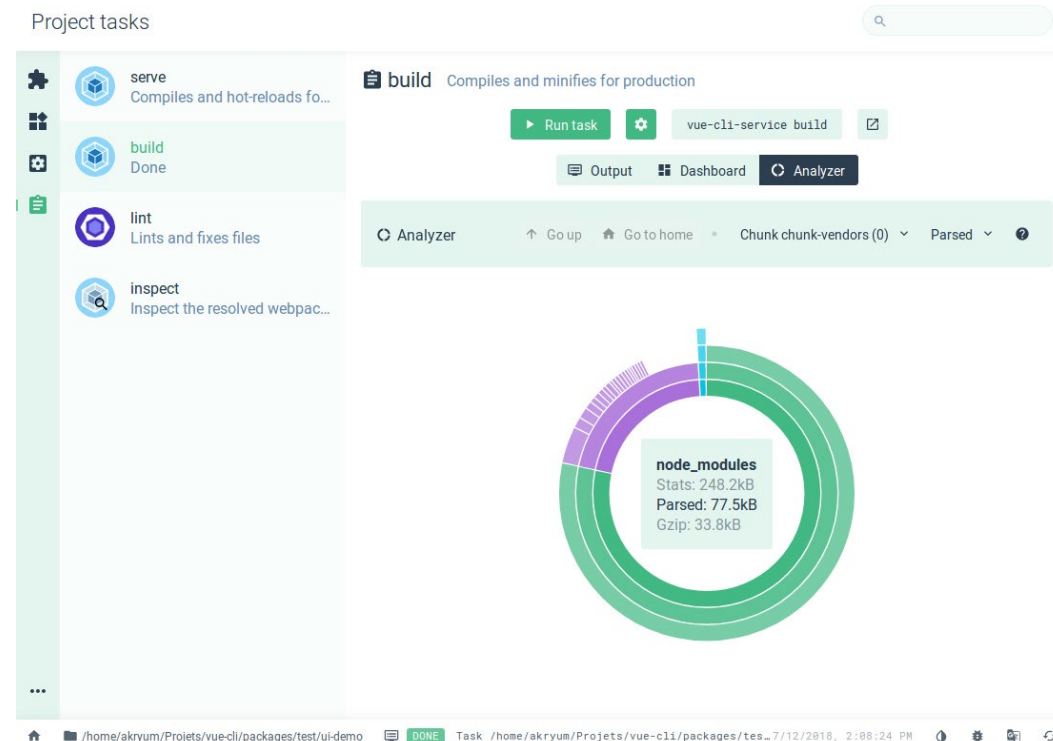 Project tasks
serve
Compiles and hot-reloads fo...
build
Done
lint
Lints and fixes files
inspect
Inspect the resolved webpac...
build Compiles and minifies for production
Run task vue-cli-service build
Output Dashboard Analyzer
Analyzer Go up Go to home Chunk chunk-vendors (0) Parsed
node_modules
Stats: 248.2kB
Parsed: 77.5kB
Gzip: 33.8kB
/home/akryum/Projets/vue-cli/packages/test/ui-demo DONE Task /home/akryum/Projets/vue-cli/packages/tes… 7/12/2018, 2:08:24 PM